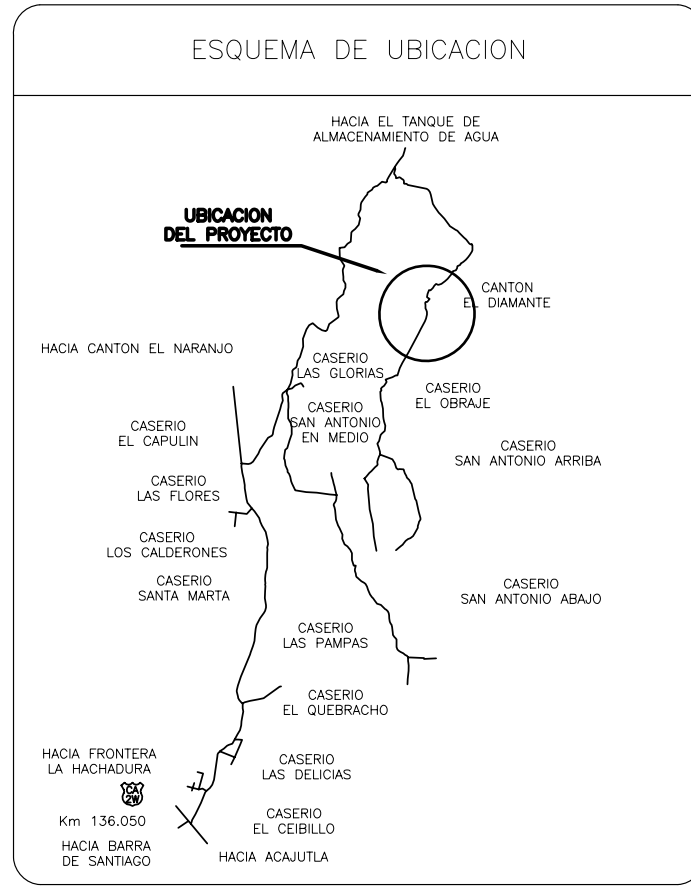 ESQUEMA DE UBICACION
HACIA EL TANQUE DE
ALMACENAMIENTO DE AGUA
UBICACION
DEL PROYECTO
CANTON
EL DIAMANTE
HACIA CANTON EL NARANJO
CASERIO
LAS GLORIAS
CASERIO
EL OBRAJE
CASERIO
SAN ANTONIO
EN MEDIO
CASERIO
EL CAPULIN
CASERIO
SAN ANTONIO ARRIBA
CASERIO
LAS FLORES
CASERIO
LOS CALDERONES
CASERIO
SANTA MARTA
CASERIO
SAN ANTONIO ABAJO
CASERIO
LAS PAMPAS
CASERIO
EL QUEBRACHO
HACIA FRONTERA
LA HACHADURA
CASERIO
LAS DELICIAS
CA
2W
Km 136.050
CASERIO
EL CEIBILLO
HACIA BARRA
DE SANTIAGO
HACIA ACAJUTLA